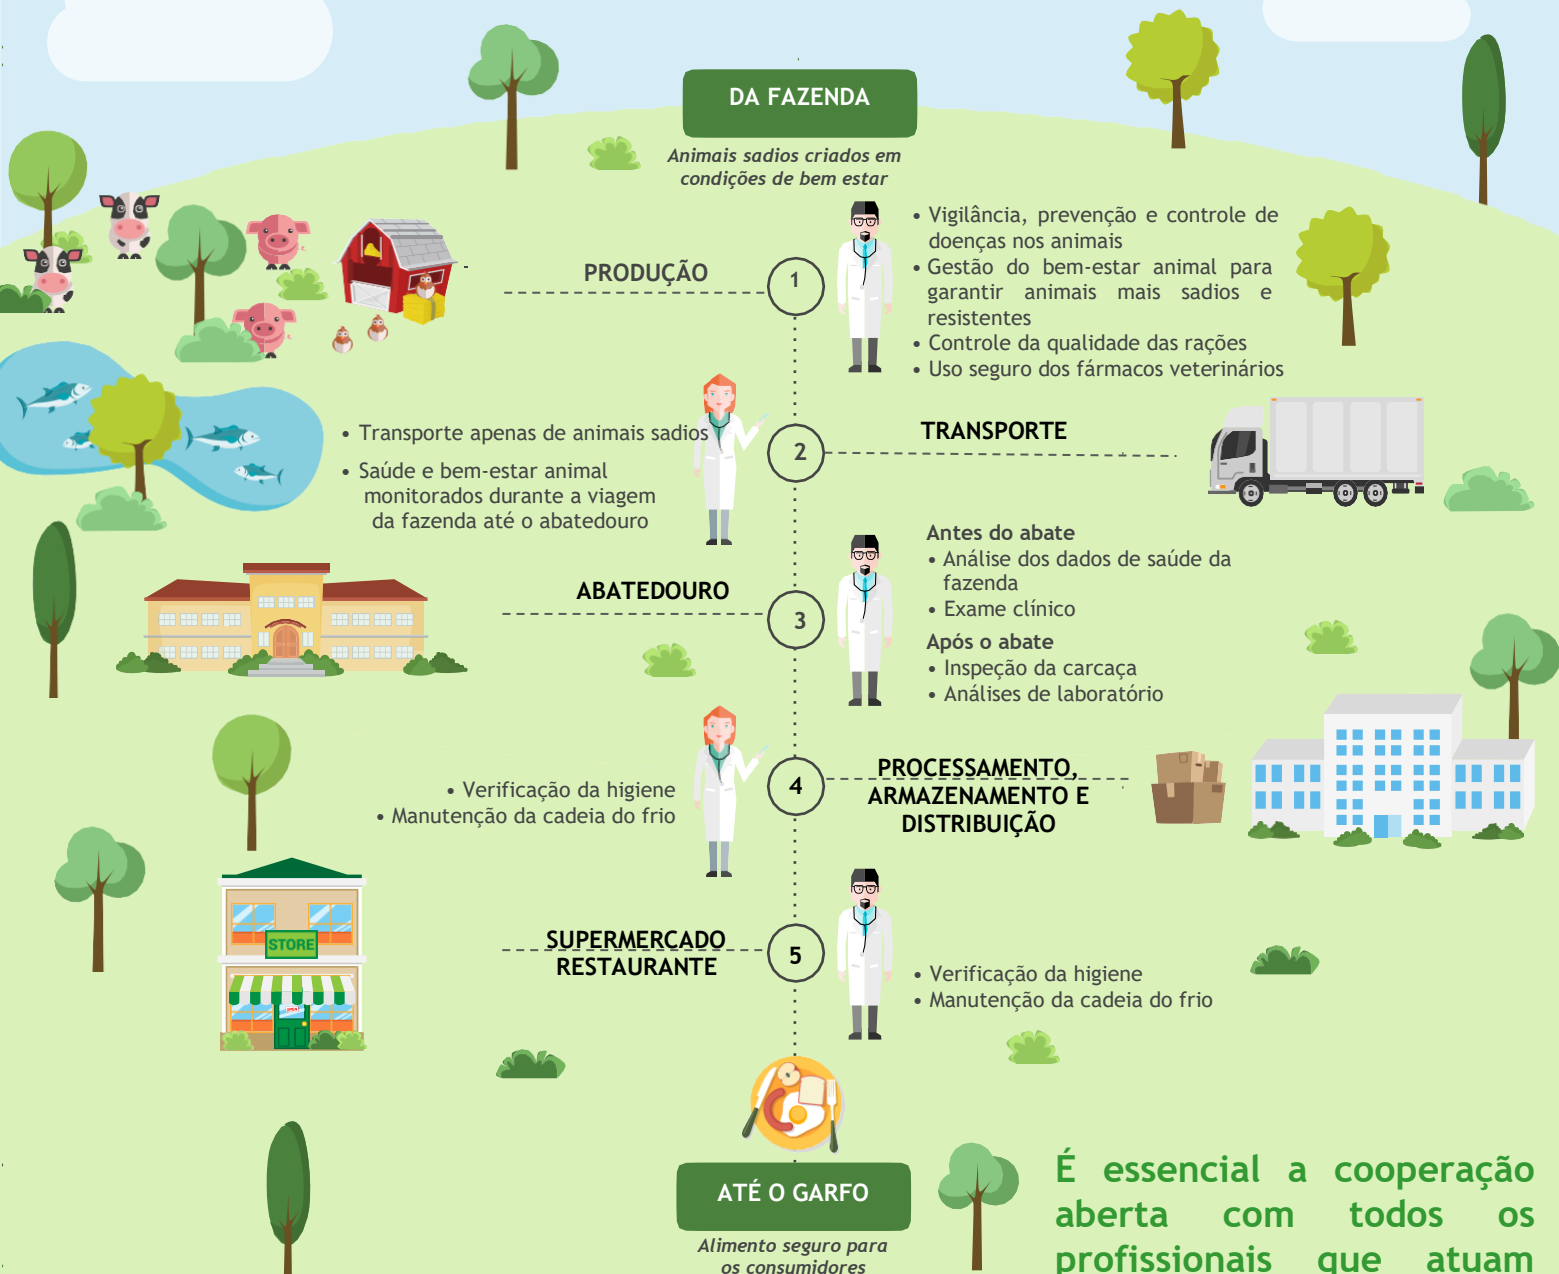 DA FAZENDA
Animais sadios criados em
condições de bem estar
PRODUÇÃO
1
• Vigilância, prevenção e controle de
doenças nos animais
• Gestão do bem-estar animal para
garantir animais mais sadios e
resistentes
• Controle da qualidade das rações
• Uso seguro dos fármacos veterinários
• Transporte apenas de animais sadios
• Saúde e bem-estar animal
monitorados durante a viagem
da fazenda até o abatedouro
2
TRANSPORTE
ABATEDOURO
3
Antes do abate
• Análise dos dados de saúde da
fazenda
• Exame clínico
Após o abate
• Inspeção da carcaça
• Análises de laboratório
• Verificação da higiene
• Manutenção da cadeia do frio
4
PROCESSAMENTO,
ARMAZENAMENTO E
DISTRIBUIÇÃO
STORE
SUPERMERCADO
RESTAURANTE
5
• Verificação da higiene
• Manutenção da cadeia do frio
ATÉ O GARFO
Alimento seguro para
os consumidores
É essencial a cooperação
aberta com todos os
profissionais que atuam